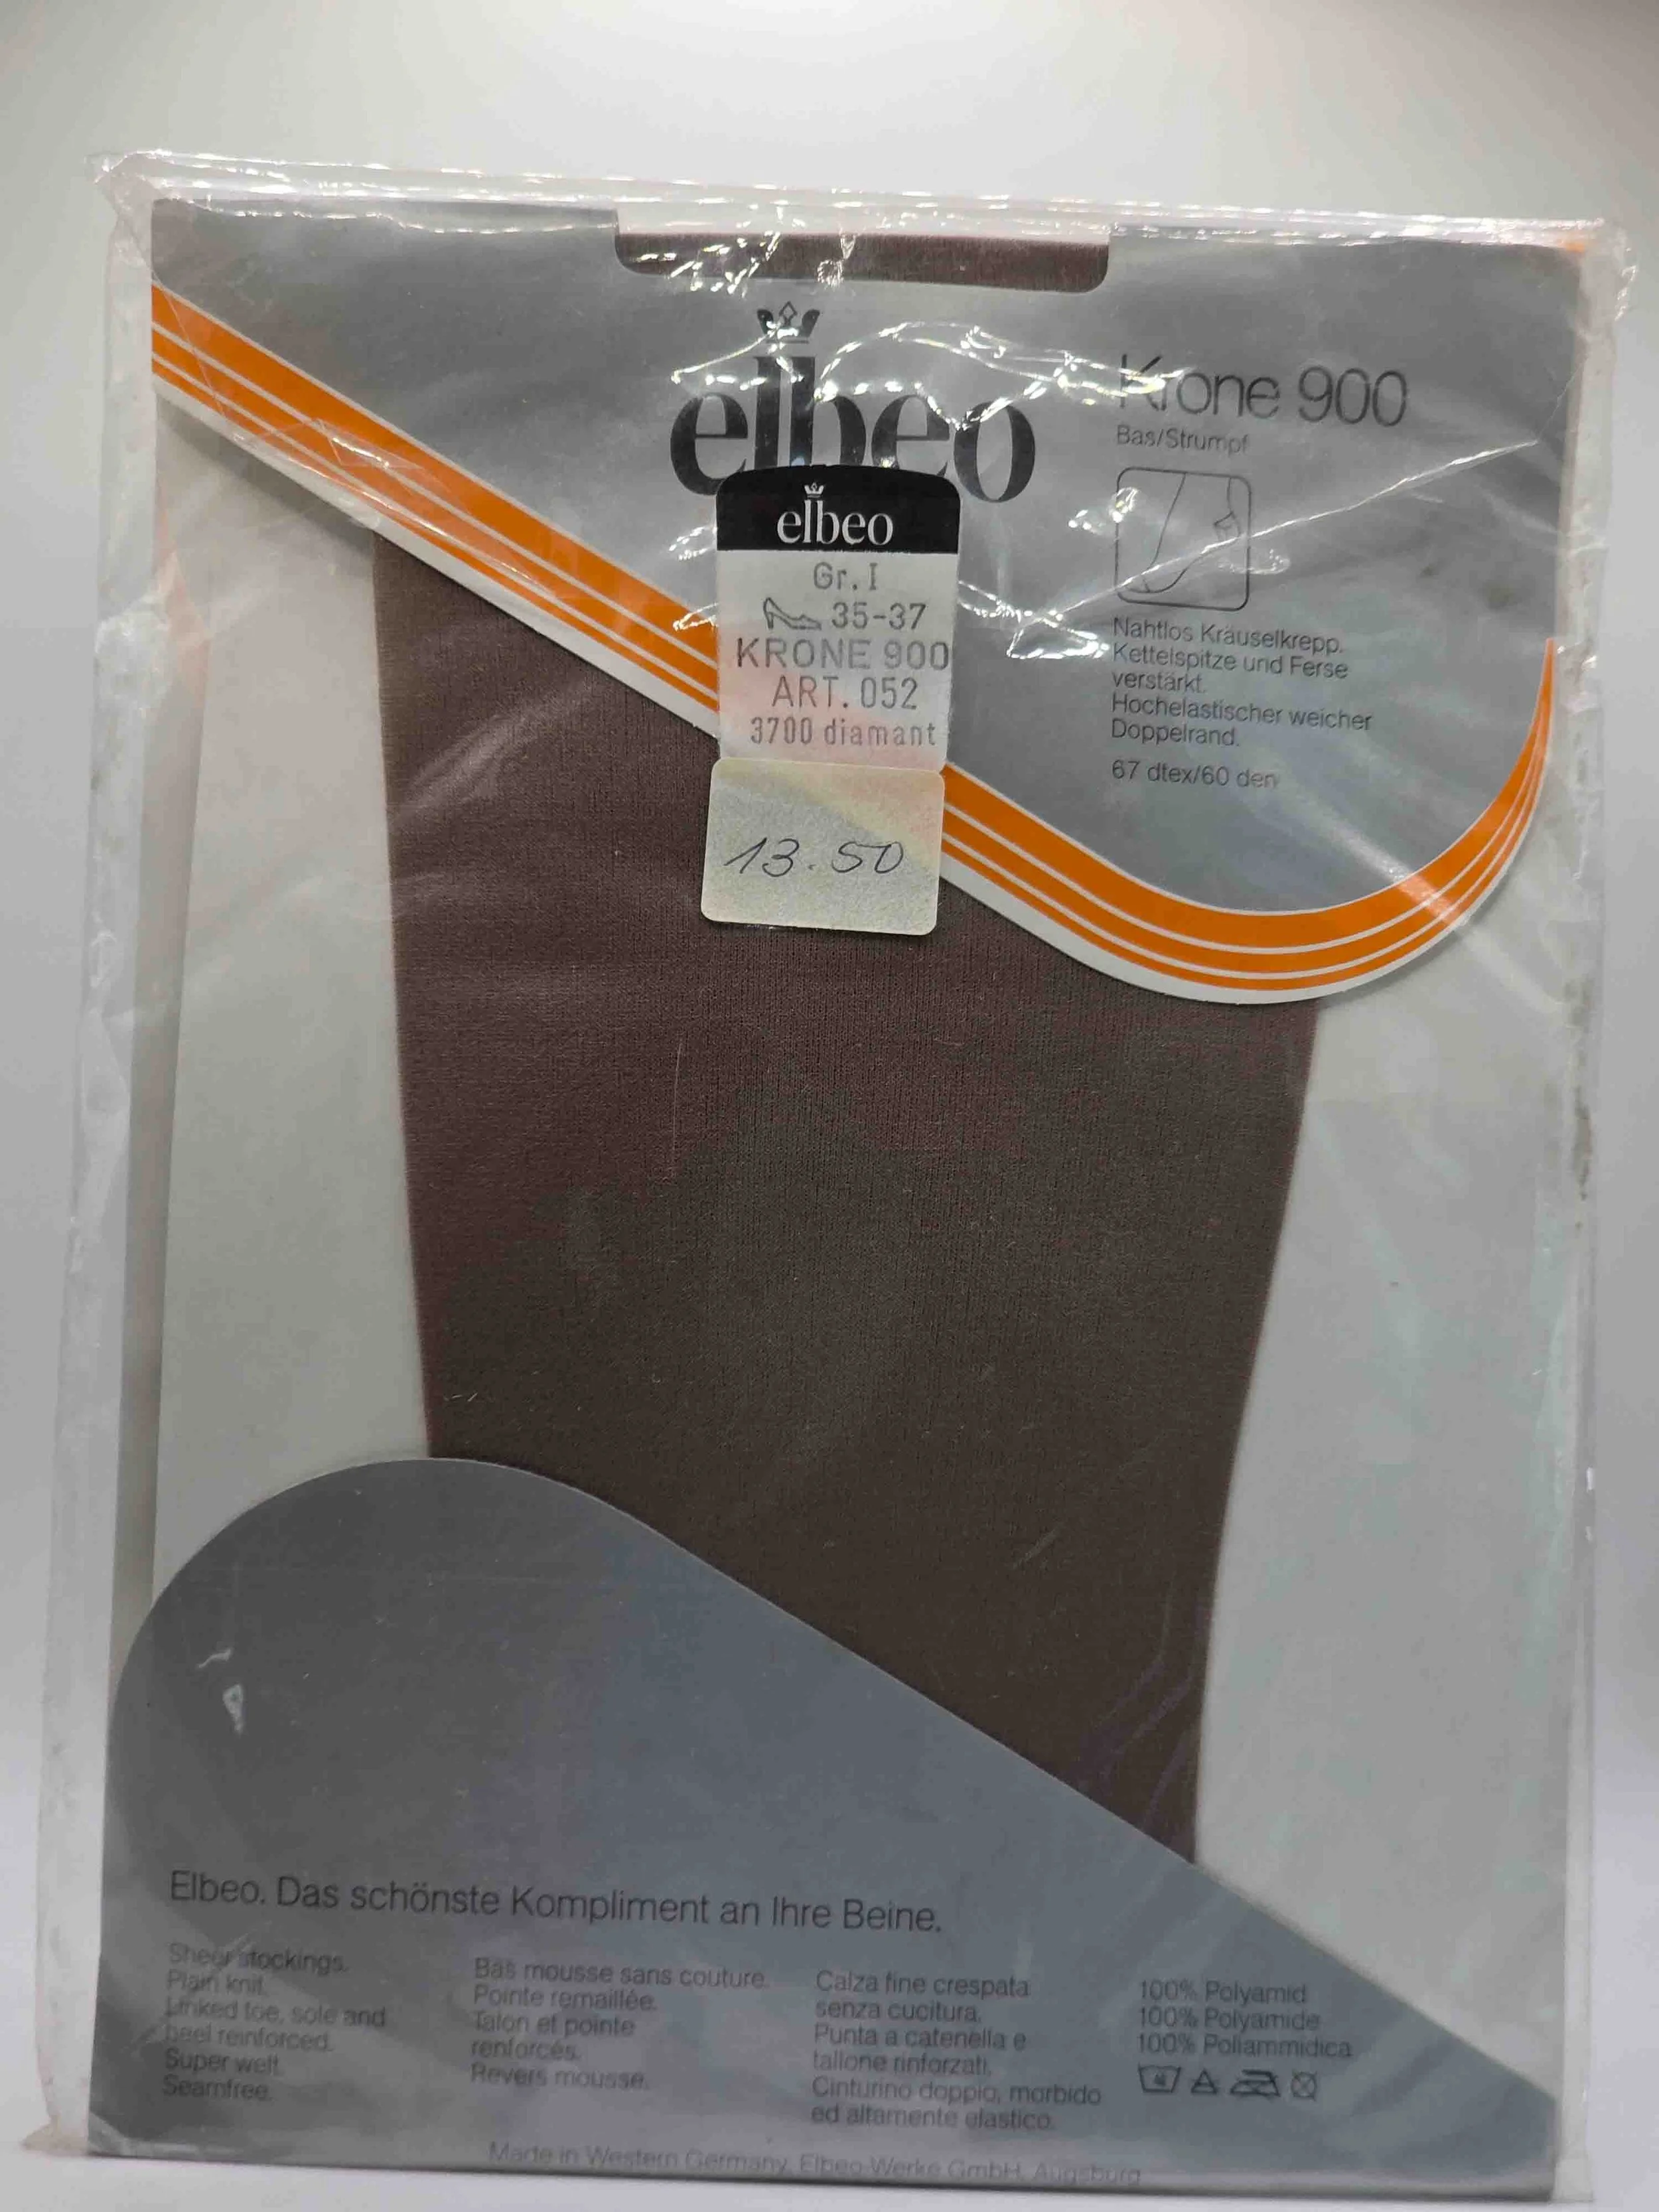 elbeo
Krone 900
Bas/Strumpf
Nahtlos Kräuselkrepp.
Kettelspitze und Ferse
verstärkt.
Hochelastischer weicher
Doppelrand.
67 dtex/60 den
elbeo
Gr. I
35-37
KRONE 900
ART. 052
3700 diamant
13.50
Elbeo. Das schönste Kompliment an Ihre Beine.
Sheer stockings.
Plain knit.
Linked toe, sole and
heel reinforced.
Super welt.
Seamfree.
Bas mousse sans couture.
Pointe remaillée.
Talon et pointe
renforcés.
Revers mousse.
Calza fine crespata
senza cucitura.
Punta a catenella e
tallone rinforzati.
Cinturino doppio, morbido
ed altamente elastico.
100% Polyamid
100% Polyamide
100% Poliammidica
Made in Western Germany, Elbeo-Werke GmbH, Augsburg